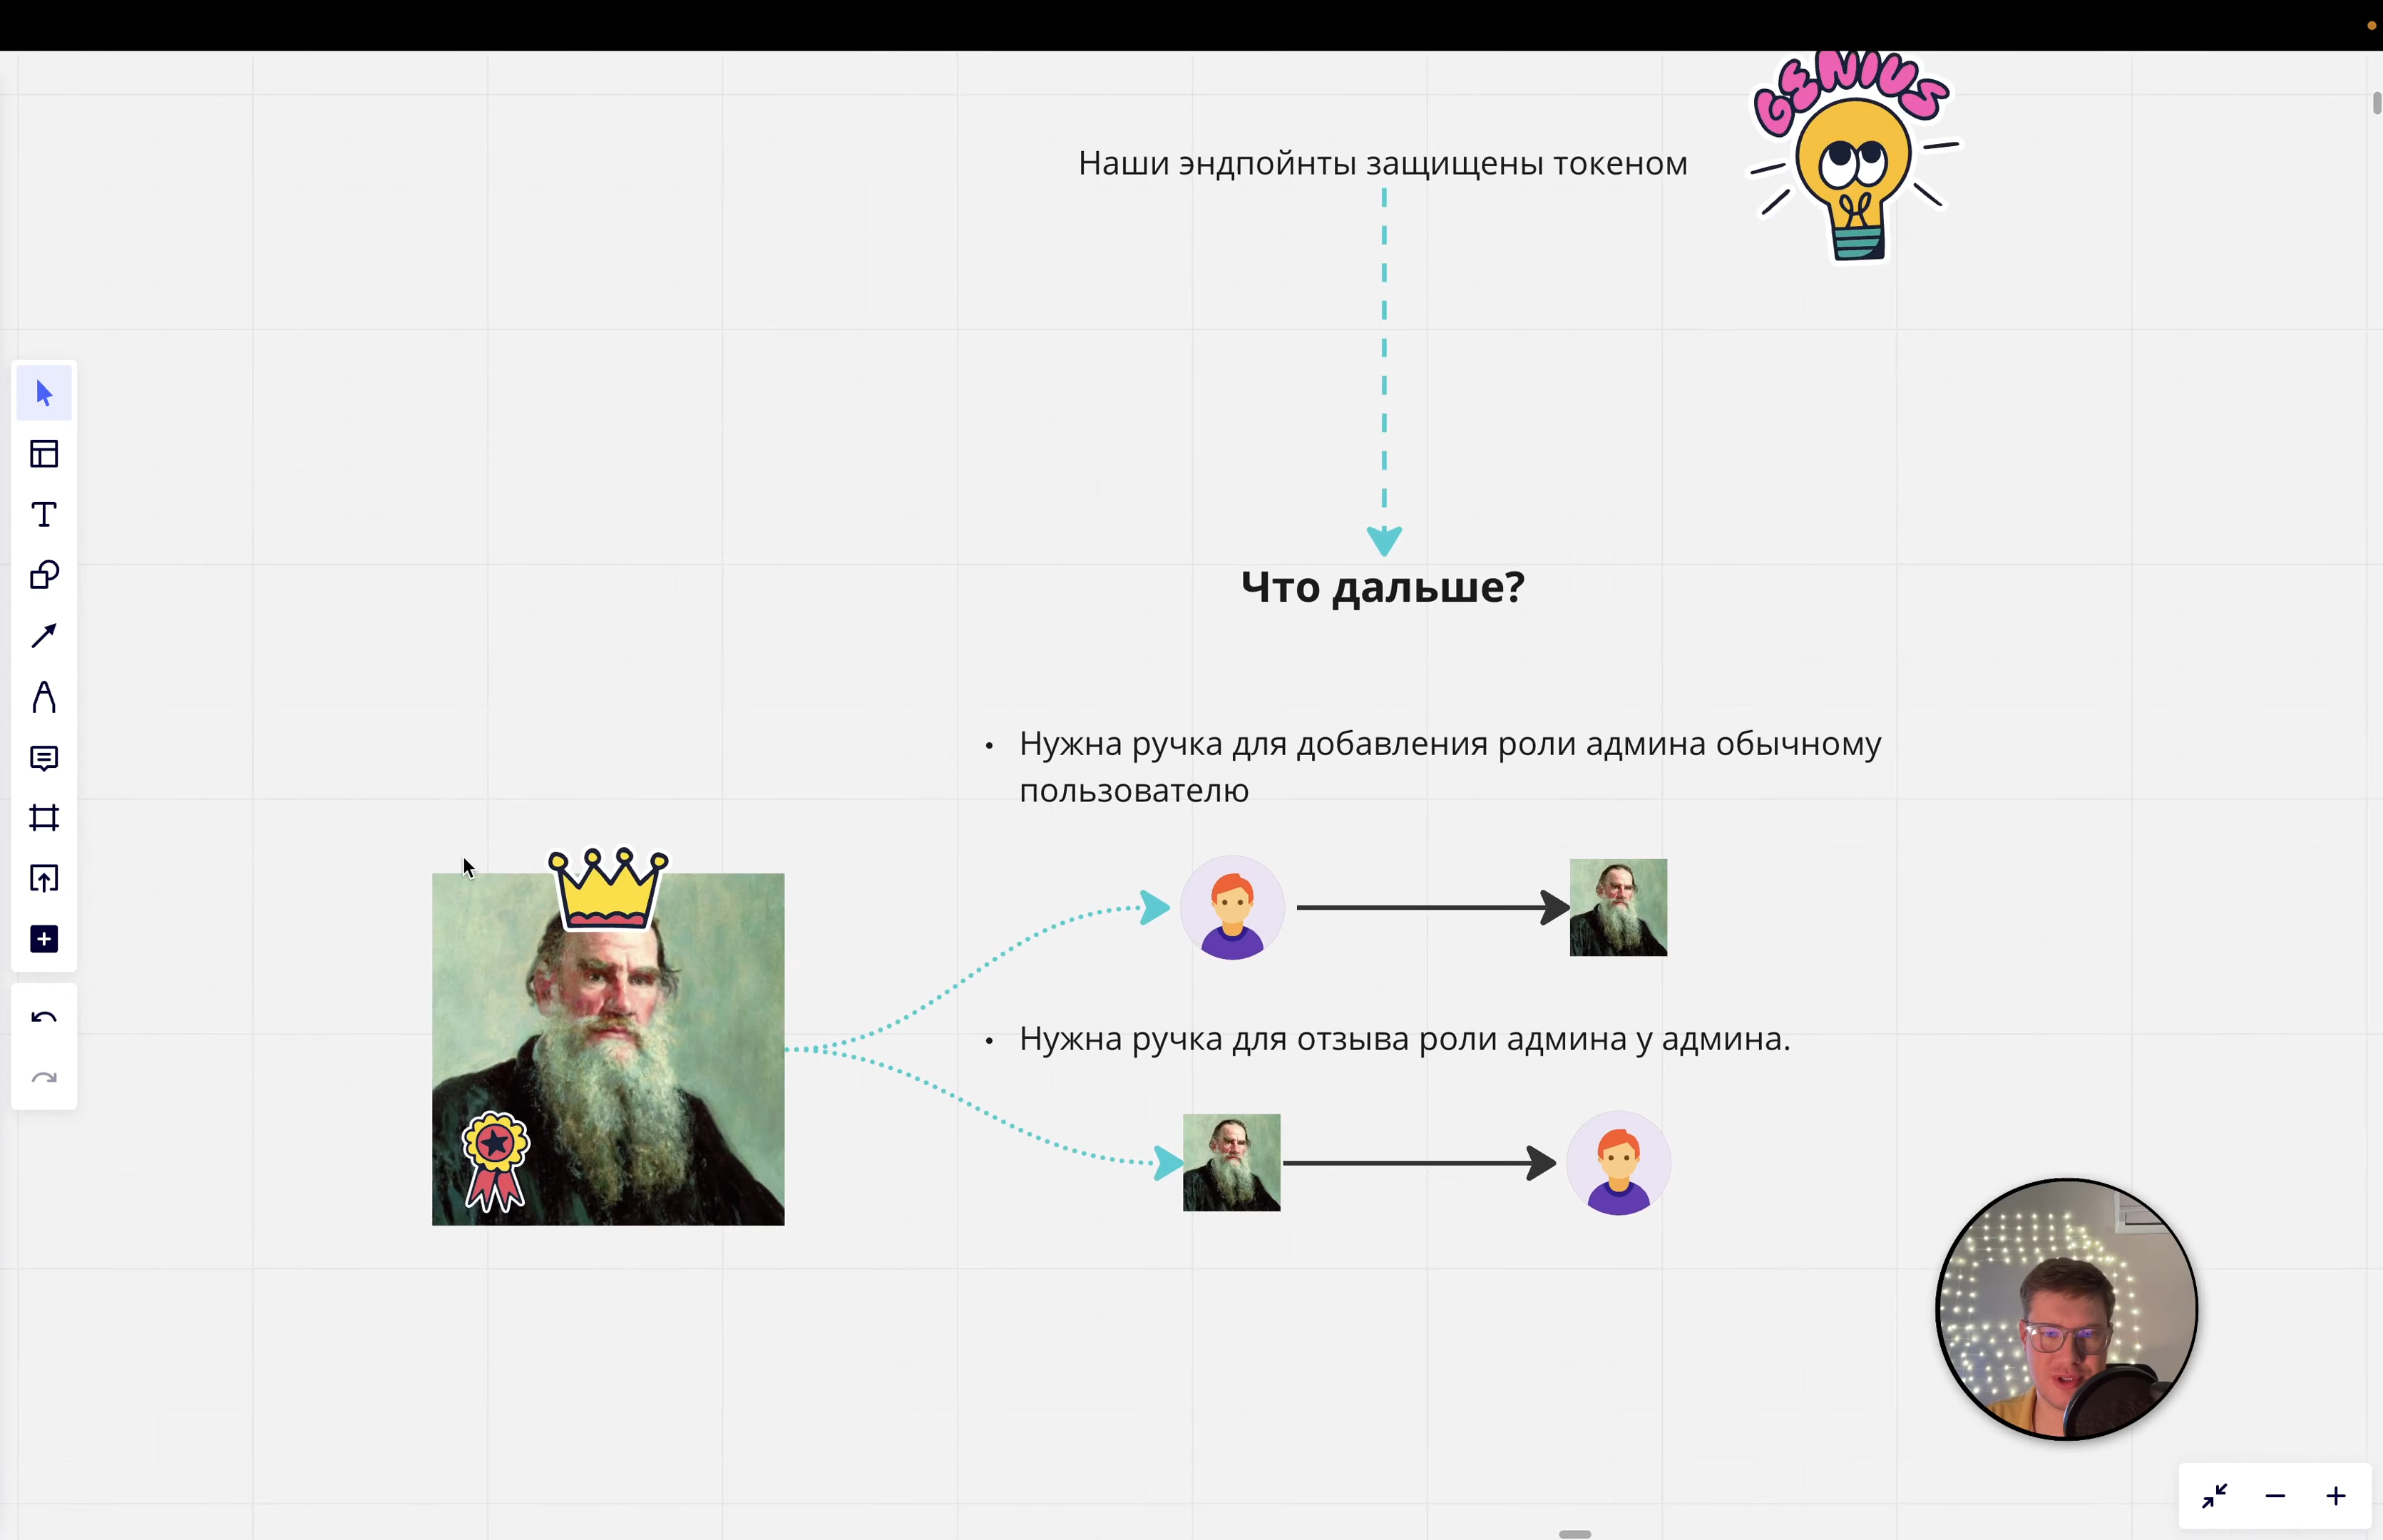 GENIUS
Наши эндпойнты защищены токеном
Что дальше?
• Нужна ручка для добавления роли админа обычному
пользователю
• Нужна ручка для отзыва роли админа у админа.